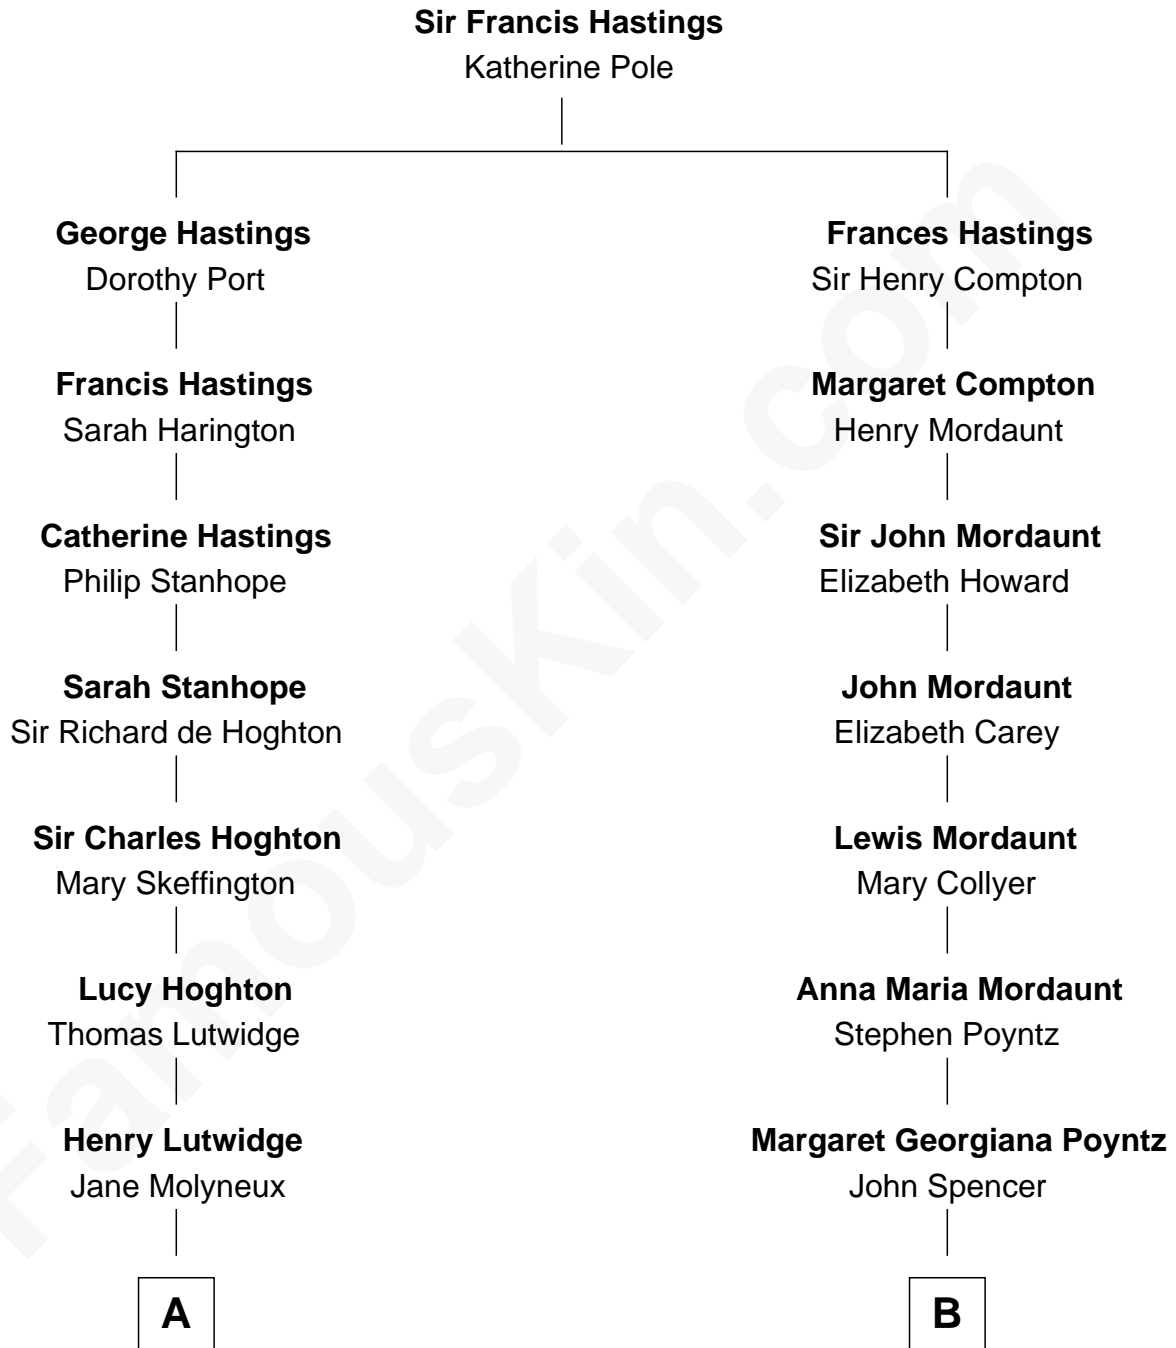 Sir Francis Hastings
Katherine Pole
George Hastings
Dorothy Port
Frances Hastings
Sir Henry Compton
Francis Hastings
Sarah Harington
Margaret Compton
Henry Mordaunt
Catherine Hastings
Philip Stanhope
Sir John Mordaunt
Elizabeth Howard
Sarah Stanhope
Sir Richard de Hoghton
John Mordaunt
Elizabeth Carey
Sir Charles Hoghton
Mary Skeffington
Lewis Mordaunt
Mary Collyer
Lucy Hoghton
Thomas Lutwidge
Anna Maria Mordaunt
Stephen Poyntz
Henry Lutwidge
Jane Molyneux
Margaret Georgiana Poyntz
John Spencer
A
B
FamousKin.com